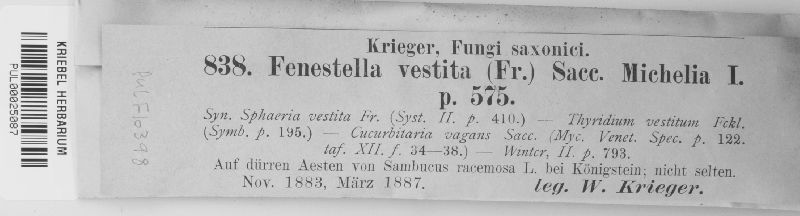 KRIEBEL HERBARIUM
PUL00025087
PUL F16398
Krieger, Fungi saxonici.
838. Fenestella vestita (Fr.) Sacc. Michelia I.
p. 575.
Syn. Sphaeria vestita Fr. (Syst. II. p. 410.) — Thyridium vestitum Fckl.
(Symb. p. 195.) — Cucurbitaria vagans Sacc. (Myc. Venet. Spec. p. 122.
taf. XII. f. 34—38.) — Winter, II. p. 793.
Auf dürren Aesten von Sambucus racemosa L. bei Königstein; nicht selten.
Nov. 1883, März 1887.
leg. W. Krieger.